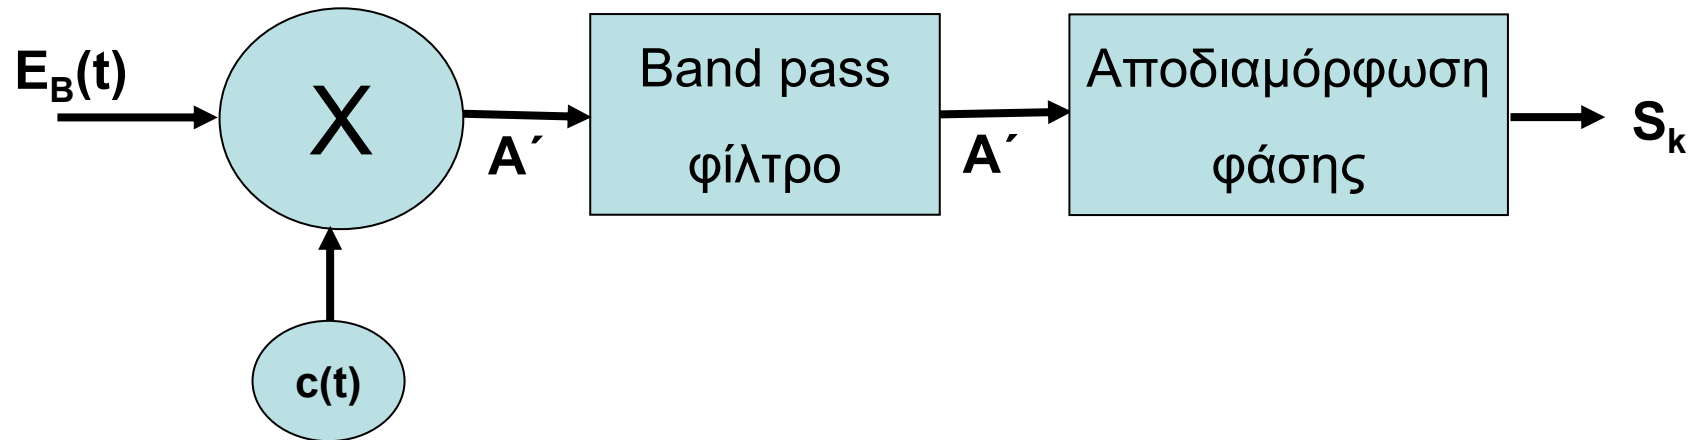 E_B(t)
X
A΄
Band pass
φίλτρο
A΄
Αποδιαμόρφωση
φάσης
S_k
c(t)